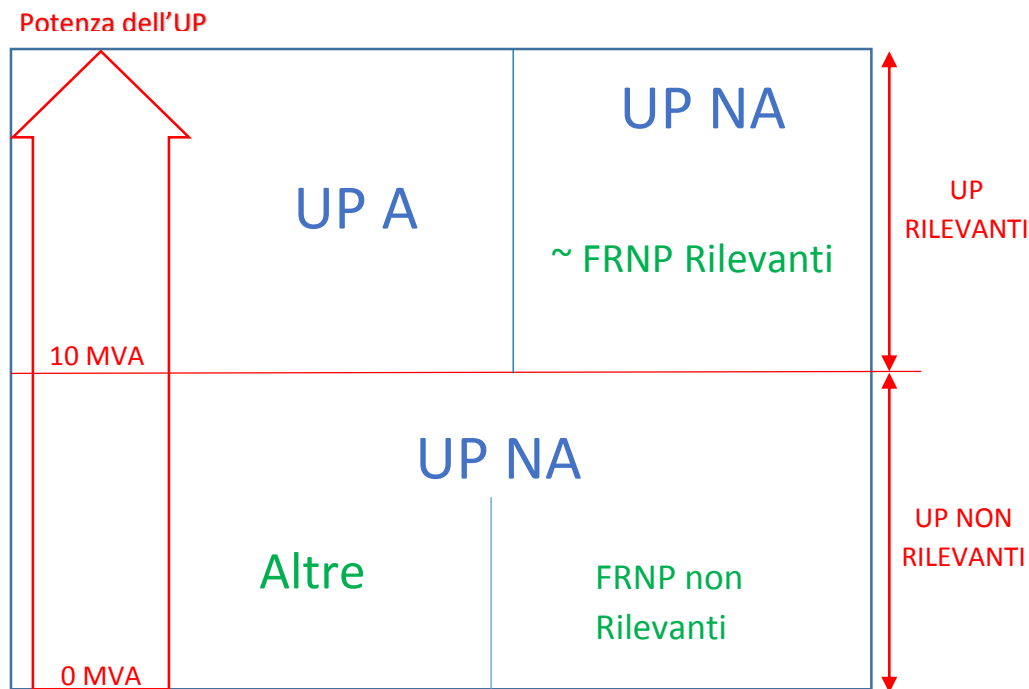 Potenza dell'UP
UP NA
UP A
UP
RILEVANTI
~ FRNP Rilevanti
10 MVA
UP NA
UP NON
RILEVANTI
Altre
FRNP non
Rilevanti
0 MVA